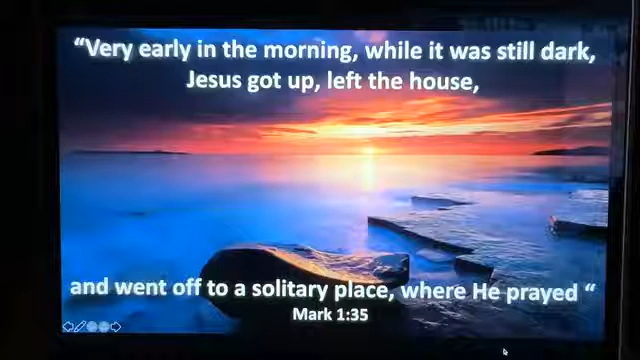 “Very early in the morning, while it was still dark,
Jesus got up, left the house,
and went off to a solitary place, where He prayed “
Mark 1:35